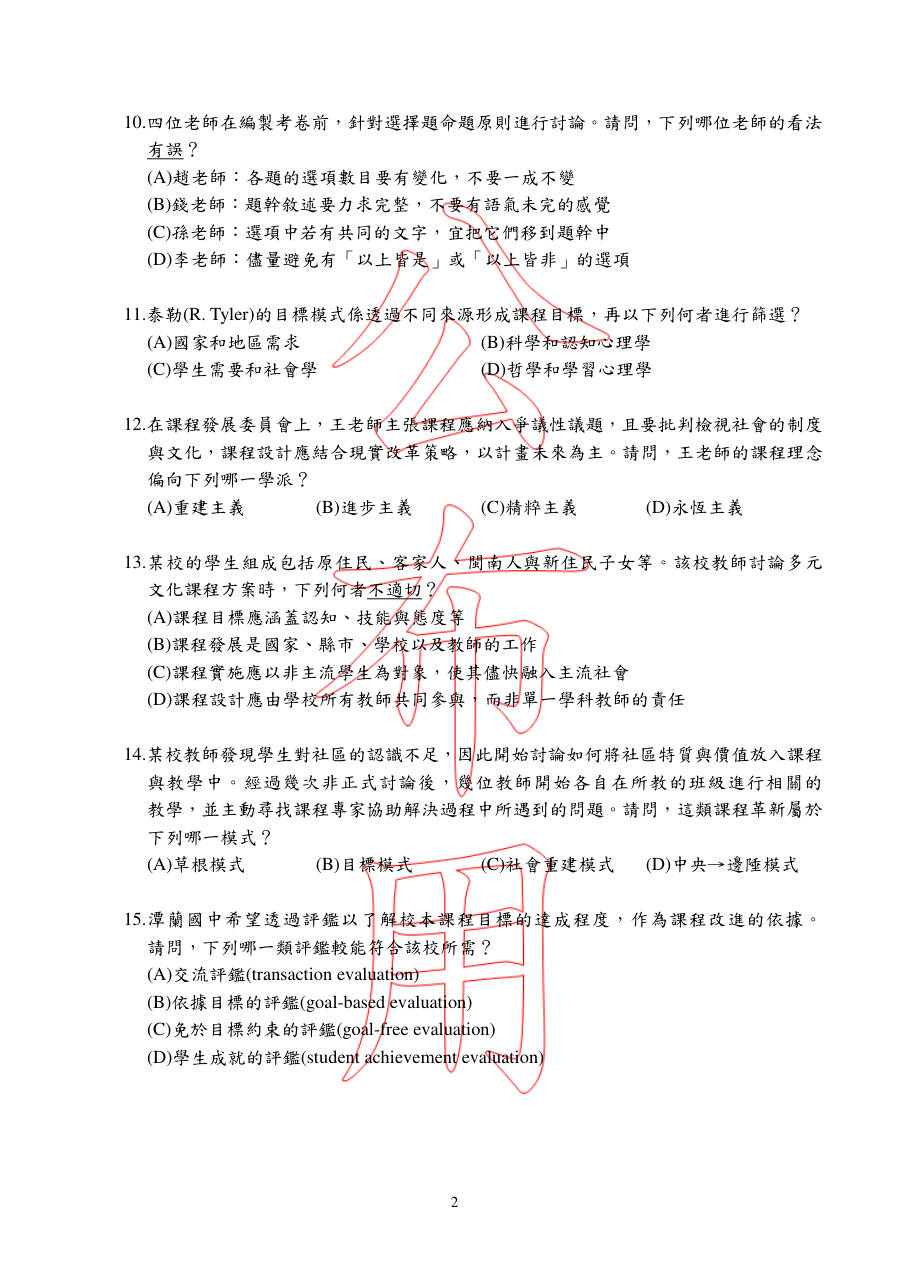 10.四位老師在編製考卷前，針對選擇題命題原則進行討論。請問，下列哪位老師的看法
有誤？
(A)趙老師：各題的選項數目要有變化，不要一成不變
(B)錢老師：題幹敘述要力求完整，不要有語氣未完的感覺
(C)孫老師：選項中若有共同的文字，宜把它們移到題幹中
(D)李老師：儘量避免有「以上皆是」或「以上皆非」的選項
11.泰勒(R. Tyler)的目標模式係透過不同來源形成課程目標，再以下列何者進行篩選？
(A)國家和地區需求 (B)科學和認知心理學
(C)學生需要和社會學 (D)哲學和學習心理學
12.在課程發展委員會上，王老師主張課程應納入爭議性議題，且要批判檢視社會的制度
與文化，課程設計應結合現實改革策略，以計畫未來為主。請問，王老師的課程理念
偏向下列哪一學派？
(A)重建主義 (B)進步主義 (C)精粹主義 (D)永恆主義
13.某校的學生組成包括原住民、客家人、閩南人與新住民子女等。該校教師討論多元
文化課程方案時，下列何者不適切？
(A)課程目標應涵蓋認知、技能與態度等
(B)課程發展是國家、縣市、學校以及教師的工作
(C)課程實施應以非主流學生為對象，使其儘快融入主流社會
(D)課程設計應由學校所有教師共同參與，而非單一學科教師的責任
14.某校教師發現學生對社區的認識不足，因此開始討論如何將社區特質與價值放入課程
與教學中。經過幾次非正式討論後，幾位教師開始各自在所教的班級進行相關的
教學，並主動尋找課程專家協助解決過程中所遇到的問題。請問，這類課程革新屬於
下列哪一模式？
(A)草根模式 (B)目標模式 (C)社會重建模式 (D)中央→邊陲模式
15.潭蘭國中希望透過評鑑以了解校本課程目標的達成程度，作為課程改進的依據。
請問，下列哪一類評鑑較能符合該校所需？
(A)交流評鑑(transaction evaluation)
(B)依據目標的評鑑(goal-based evaluation)
(C)免於目標約束的評鑑(goal-free evaluation)
(D)學生成就的評鑑(student achievement evaluation)
公
布
用
2